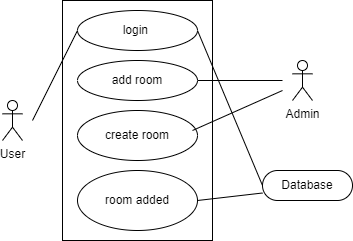 login
add room
Admin
create room
User
Database
room added